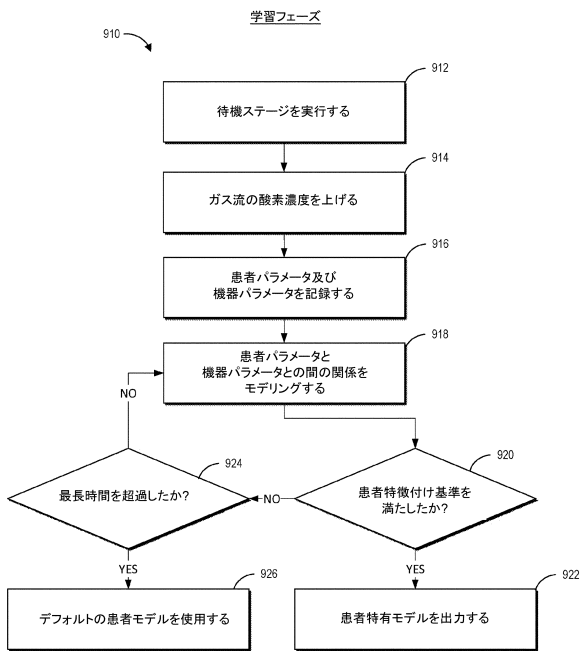 学習フェーズ
910
912
待機ステージを実行する
914
ガス流の酸素濃度を上げる
916
患者パラメータ及び
機器パラメータを記録する
918
患者パラメータと
機器パラメータとの間の関係を
モデリングする
NO
924
最長時間を超過したか?
NO
920
患者特徴付け基準を
満たしたか?
YES
YES
926
デフォルトの患者モデルを使用する
922
患者特有モデルを出力する